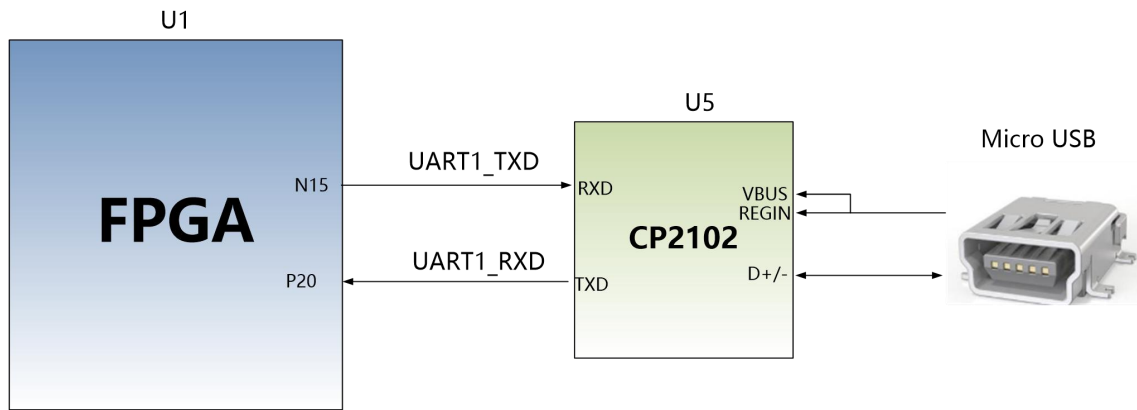 U1
FPGA
N15
P20
UART1_TXD
UART1_RXD
U5
RXD
TXD
CP2102
VBUS
REGIN
D+/-
Micro USB